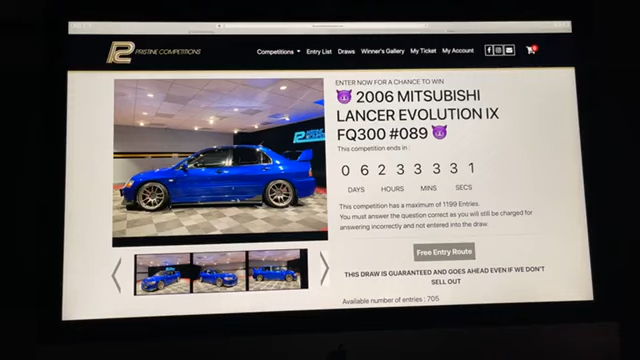 PRISTINE COMPETITIONS
Competitions Entry List Draws Winner's Gallery My Ticket My Account
ENTER NOW FOR A CHANCE TO WIN
😈 2006 MITSUBISHI
LANCER EVOLUTION IX
FQ300 #089 😈
This competition ends in :
0 6 2 3 3 3 3 1
DAYS HOURS MINS SECS
This competition has a maximum of 1199 Entries.
You must answer the question correct as you will still be charged for
answering incorrectly and not entered into the draw.
Free Entry Route
THIS DRAW IS GUARANTEED AND GOES AHEAD EVEN IF WE DON'T
SELL OUT
Available number of entries : 705